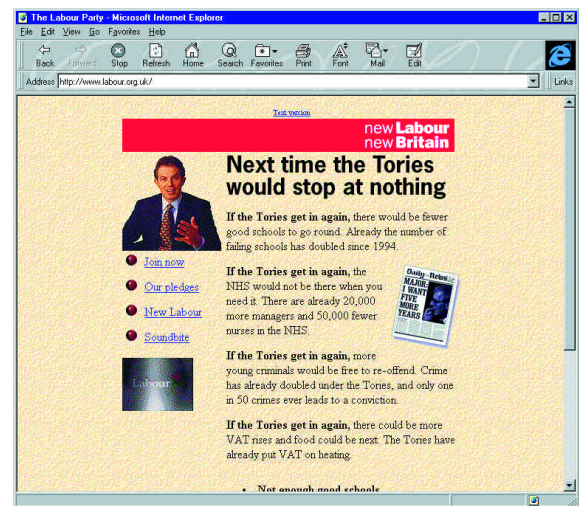 The Labour Party - Microsoft Internet Explorer
File Edit View Go Favorites Help
Back Forward Stop Refresh Home Search Favorites Print Font Mail Edit
Address http://www.labour.org.uk/ Links
Text version
new Labour
new Britain
Next time the Tories
would stop at nothing
If the Tories get in again, there would be fewer
good schools to go round. Already the number of
failing schools has doubled since 1994.
Join now
Our pledges
New Labour
Soundbite
Labour
If the Tories get in again, the
NHS would not be there when you
need it. There are already 20,000
more managers and 50,000 fewer
nurses in the NHS.
Daily News
MAJOR:
I WANT
FIVE
MORE
YEARS
If the Tories get in again, more
young criminals would be free to re-offend. Crime
has already doubled under the Tories, and only one
in 50 crimes ever leads to a conviction.
If the Tories get in again, there could be more
VAT rises and food could be next. The Tories have
already put VAT on heating.
• Not enough good schools